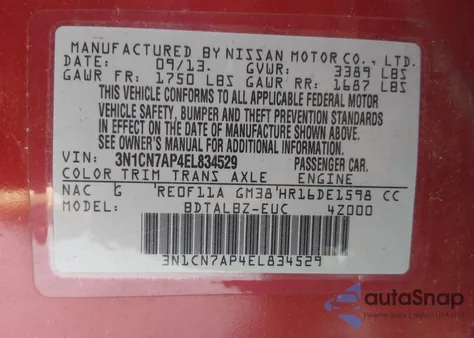 MANUFACTURED BY NISSAN MOTOR CO., LTD.
DATE: 09/13. GVWR: 3389 LBS
GAWR FR: 1750 LBS GAWR RR: 1687 LBS
THIS VEHICLE CONFORMS TO ALL APPLICABLE FEDERAL MOTOR
VEHICLE SAFETY, BUMPER AND THEFT PREVENTION STANDARDS
IN EFFECT ON THE DATE OF MANUFACTURE SHOWN ABOVE.
SEE OWNER'S MANUAL FOR ADDITIONAL INFORMATION.
VIN: 3N1CN7AP4EL834529 PASSENGER CAR.
COLOR TRIM TRANS AXLE ENGINE
NAC G RE0F11A GM38 HR16DE1598 CC
MODEL: BDTALBZ-EUC 4Z000
3N1CN7AP4EL834529
autoSnap